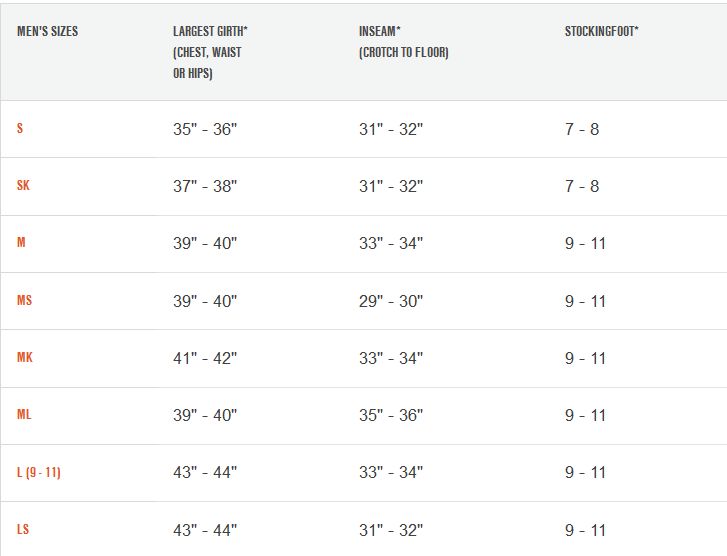 MEN'S SIZES LARGEST GIRTH* INSEAM* STOCKINGFOOT*
(CHEST, WAIST (CROTCH TO FLOOR)
OR HIPS)
S 35" - 36" 31" - 32" 7 - 8
SK 37" - 38" 31" - 32" 7 - 8
M 39" - 40" 33" - 34" 9 - 11
MS 39" - 40" 29" - 30" 9 - 11
MK 41" - 42" 33" - 34" 9 - 11
ML 39" - 40" 35" - 36" 9 - 11
L (9 - 11) 43" - 44" 33" - 34" 9 - 11
LS 43" - 44" 31" - 32" 9 - 11